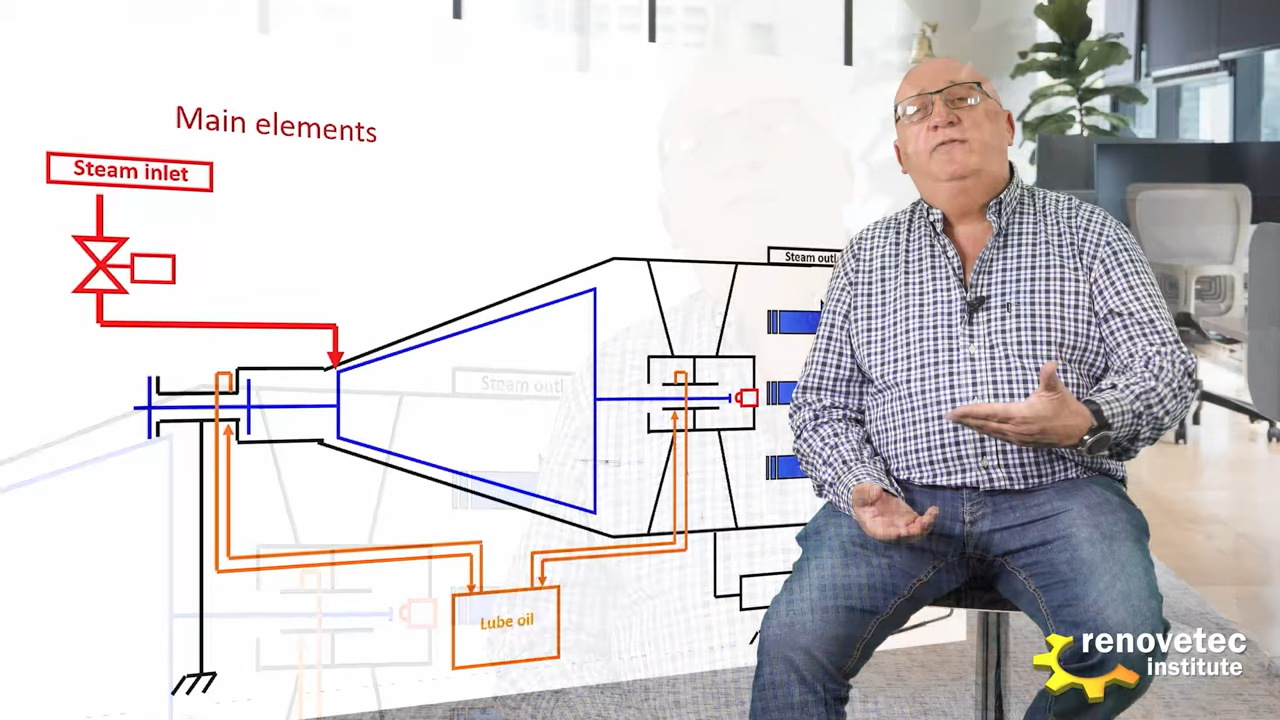 Main elements
Steam inlet
Steam outl
Steam outl
Lube oil
renovetec
institute